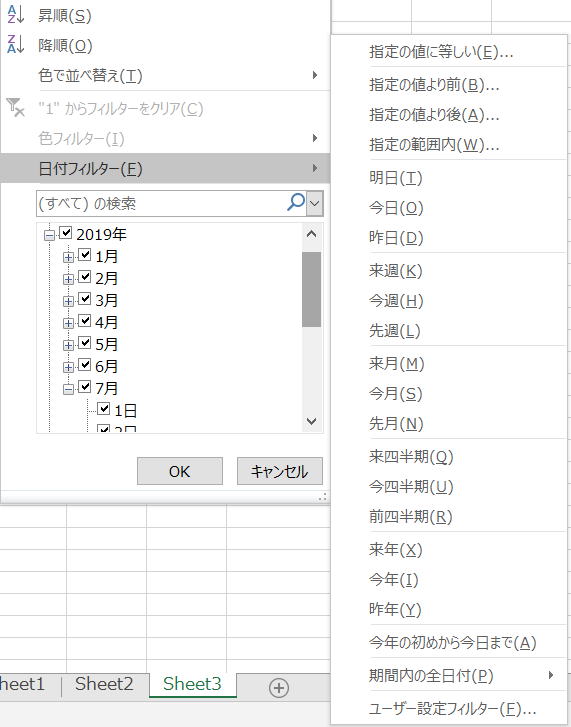 昇順(S)
降順(O)
色で並べ替え(T)
"1" からフィルターをクリア(C)
色フィルター(I)
日付フィルター(F)
(すべて) の検索
2019年
1月
2月
3月
4月
5月
6月
7月
1日
2日
OK
キャンセル
指定の値に等しい(E)...
指定の値より前(B)...
指定の値より後(A)...
指定の範囲内(W)...
明日(T)
今日(O)
昨日(D)
来週(K)
今週(H)
先週(L)
来月(M)
今月(S)
先月(N)
来四半期(Q)
今四半期(U)
前四半期(R)
来年(X)
今年(I)
昨年(Y)
今年の初めから今日まで(A)
期間内の全日付(P)
ユーザー設定フィルター(F)...
heet1 Sheet2 Sheet3